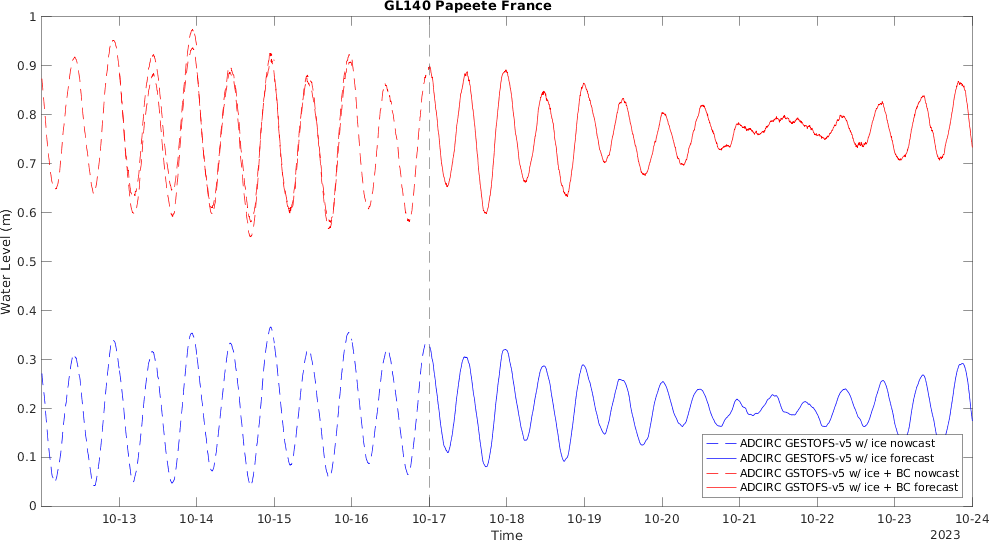 GL140 Papeete France
1
0.9
0.8
0.7
0.6
0.5
0.4
0.3
0.2
0.1
0
Water Level (m)
ADCIRC GESTOFS-v5 w/ ice nowcast
ADCIRC GESTOFS-v5 w/ ice forecast
ADCIRC GSTOFS-v5 w/ ice + BC nowcast
ADCIRC GSTOFS-v5 w/ ice + BC forecast
10-13 10-14 10-15 10-16 10-17 10-18 10-19 10-20 10-21 10-22 10-23 10-24
Time
2023